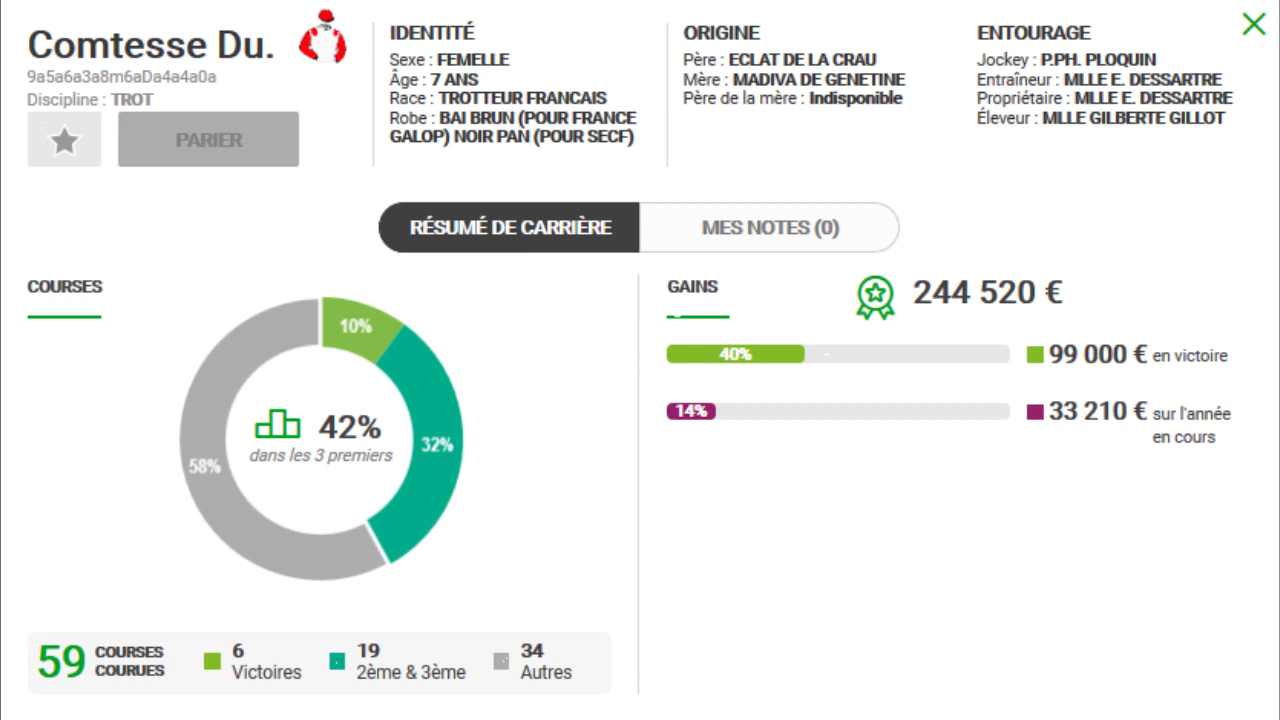 Comtesse Du.
9a5a6a3a8m6aDa4a4a0a
Discipline : TROT
PARIER
IDENTITÉ
Sexe : FEMELLE
Âge : 7 ANS
Race : TROTTEUR FRANCAIS
Robe : BAI BRUN (POUR FRANCE
GALOP) NOIR PAN (POUR SECF)
ORIGINE
Père : ECLAT DE LA CRAU
Mère : MADIVA DE GENETINE
Père de la mère : Indisponible
ENTOURAGE
Jockey : P.PH. PLOQUIN
Entraîneur : MLLE E. DESSARTRE
Propriétaire : MLLE E. DESSARTRE
Éleveur : MLLE GILBERTE GILLOT
RÉSUMÉ DE CARRIÈRE
MES NOTES (0)
COURSES
10%
32%
58%
42%
dans les 3 premiers
59 COURSES COURUES
6
Victoires
19
2ème & 3ème
34
Autres
GAINS
244 520 €
40%
99 000 € en victoire
14%
33 210 € sur l'année
en cours